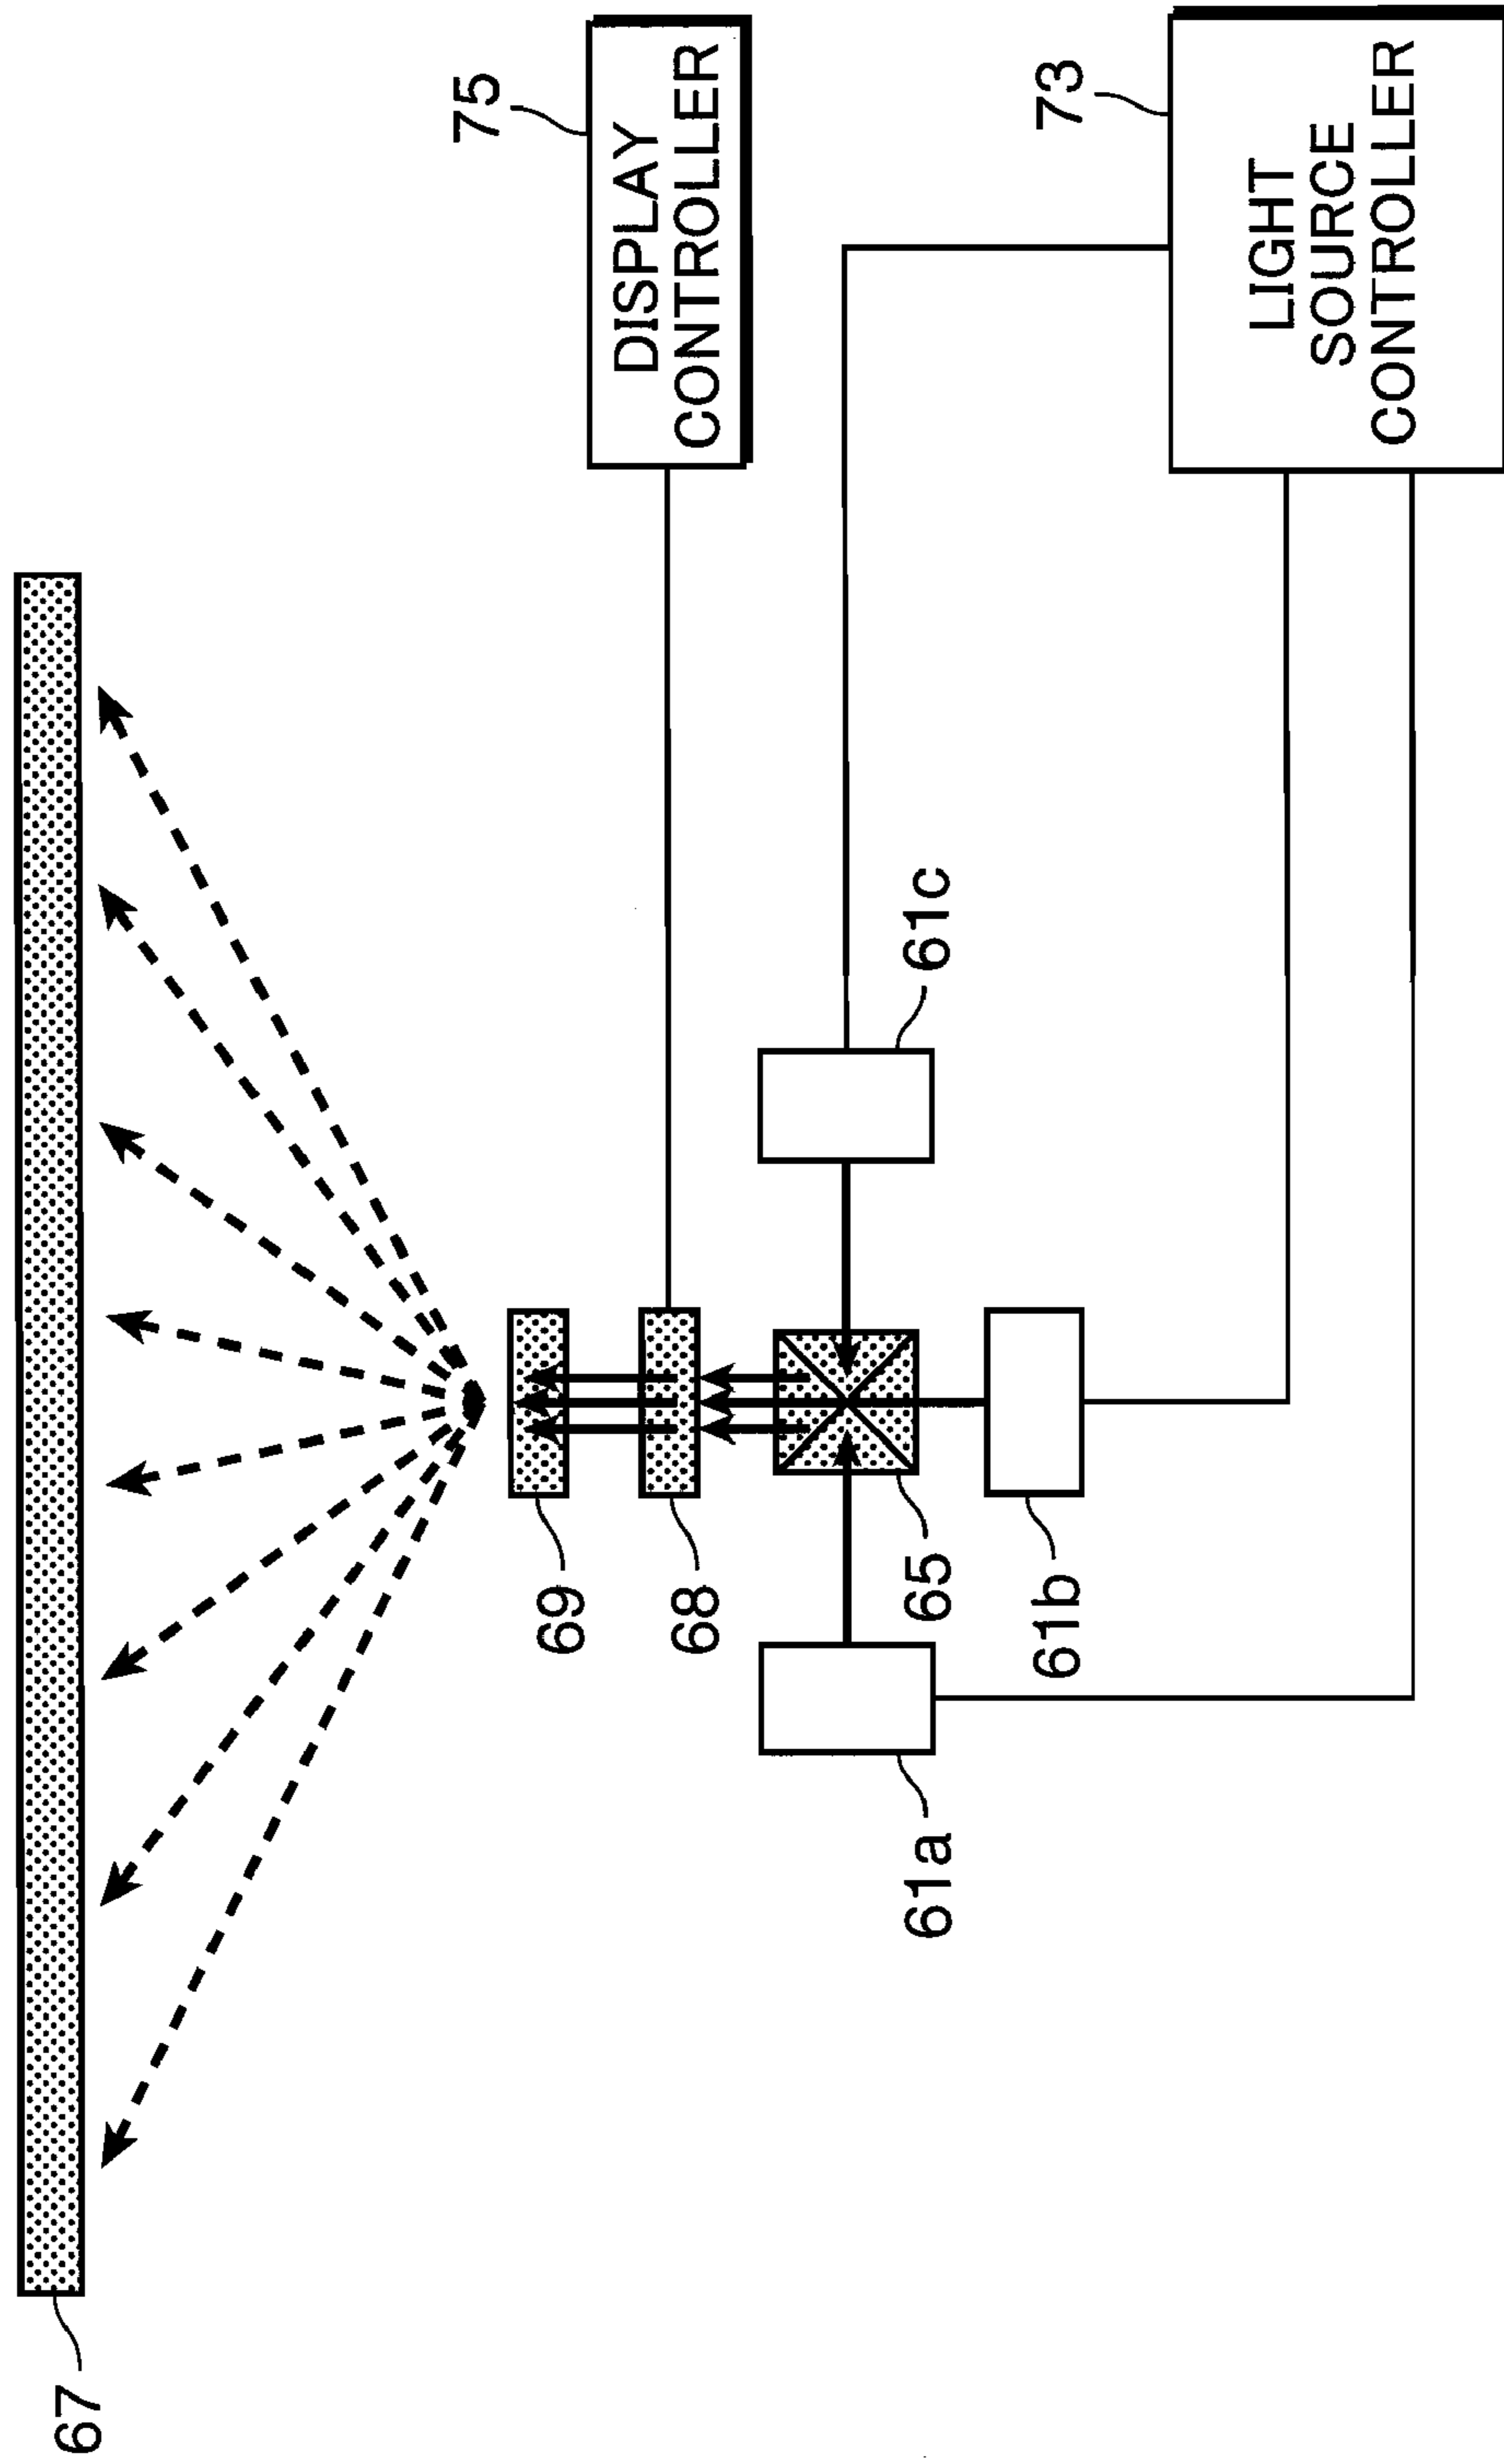 67
69
68
65
61a
61b
61c
75
DISPLAY
CONTROLLER
73
LIGHT
SOURCE
CONTROLLER